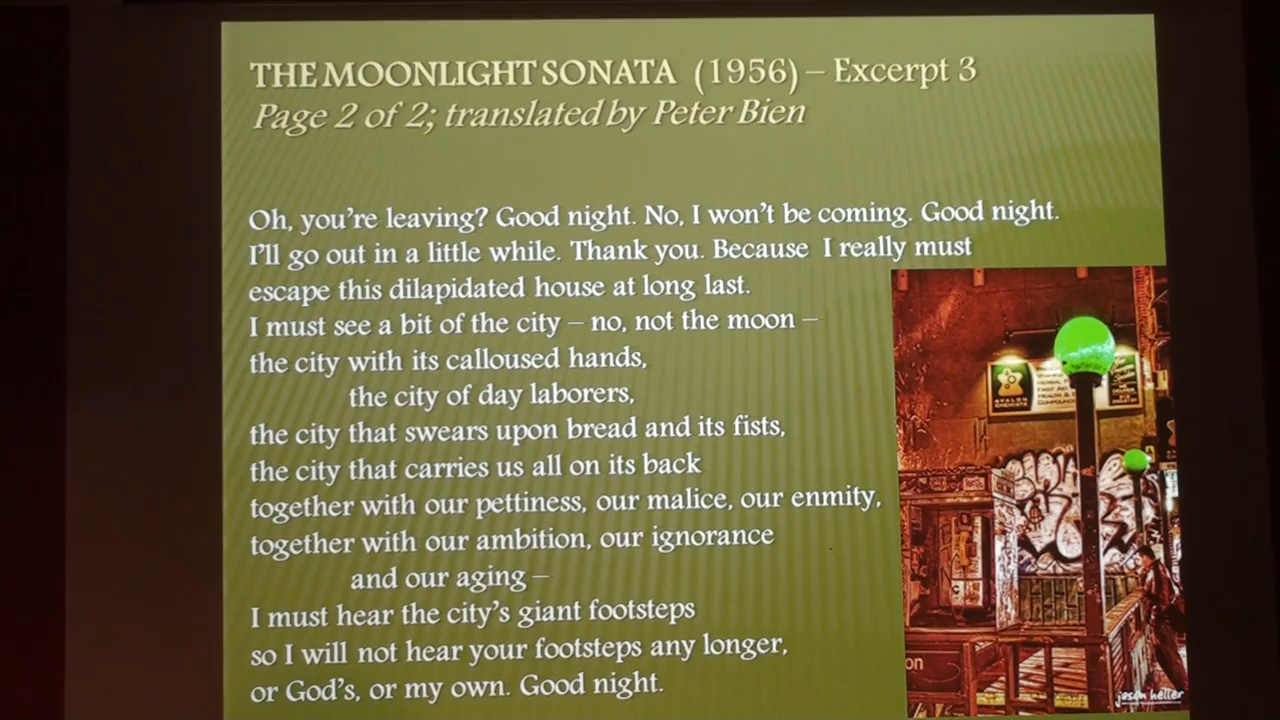 THE MOONLIGHT SONATA (1956) – Excerpt 3
Page 2 of 2; translated by Peter Bien
Oh, you're leaving? Good night. No, I won't be coming. Good night.
I'll go out in a little while. Thank you. Because I really must
escape this dilapidated house at long last.
I must see a bit of the city – no, not the moon –
the city with its calloused hands,
the city of day laborers,
the city that swears upon bread and its fists,
the city that carries us all on its back
together with our pettiness, our malice, our enmity,
together with our ambition, our ignorance
and our aging –
I must hear the city's giant footsteps
so I will not hear your footsteps any longer,
or God's, or my own. Good night.
AVALON
CHEMISTS
on
jason heller